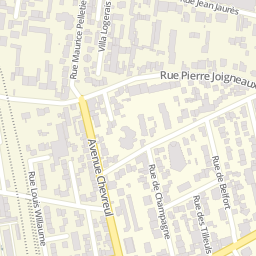 Rue Jean Jaurès
Villa Logerais
Rue Maurice Pelletier
Rue Pierre Joigneaux
Avenue Chevreul
Rue Louis Willaume
Rue de Champagne
Rue des Tilleuls
Rue de Belfort